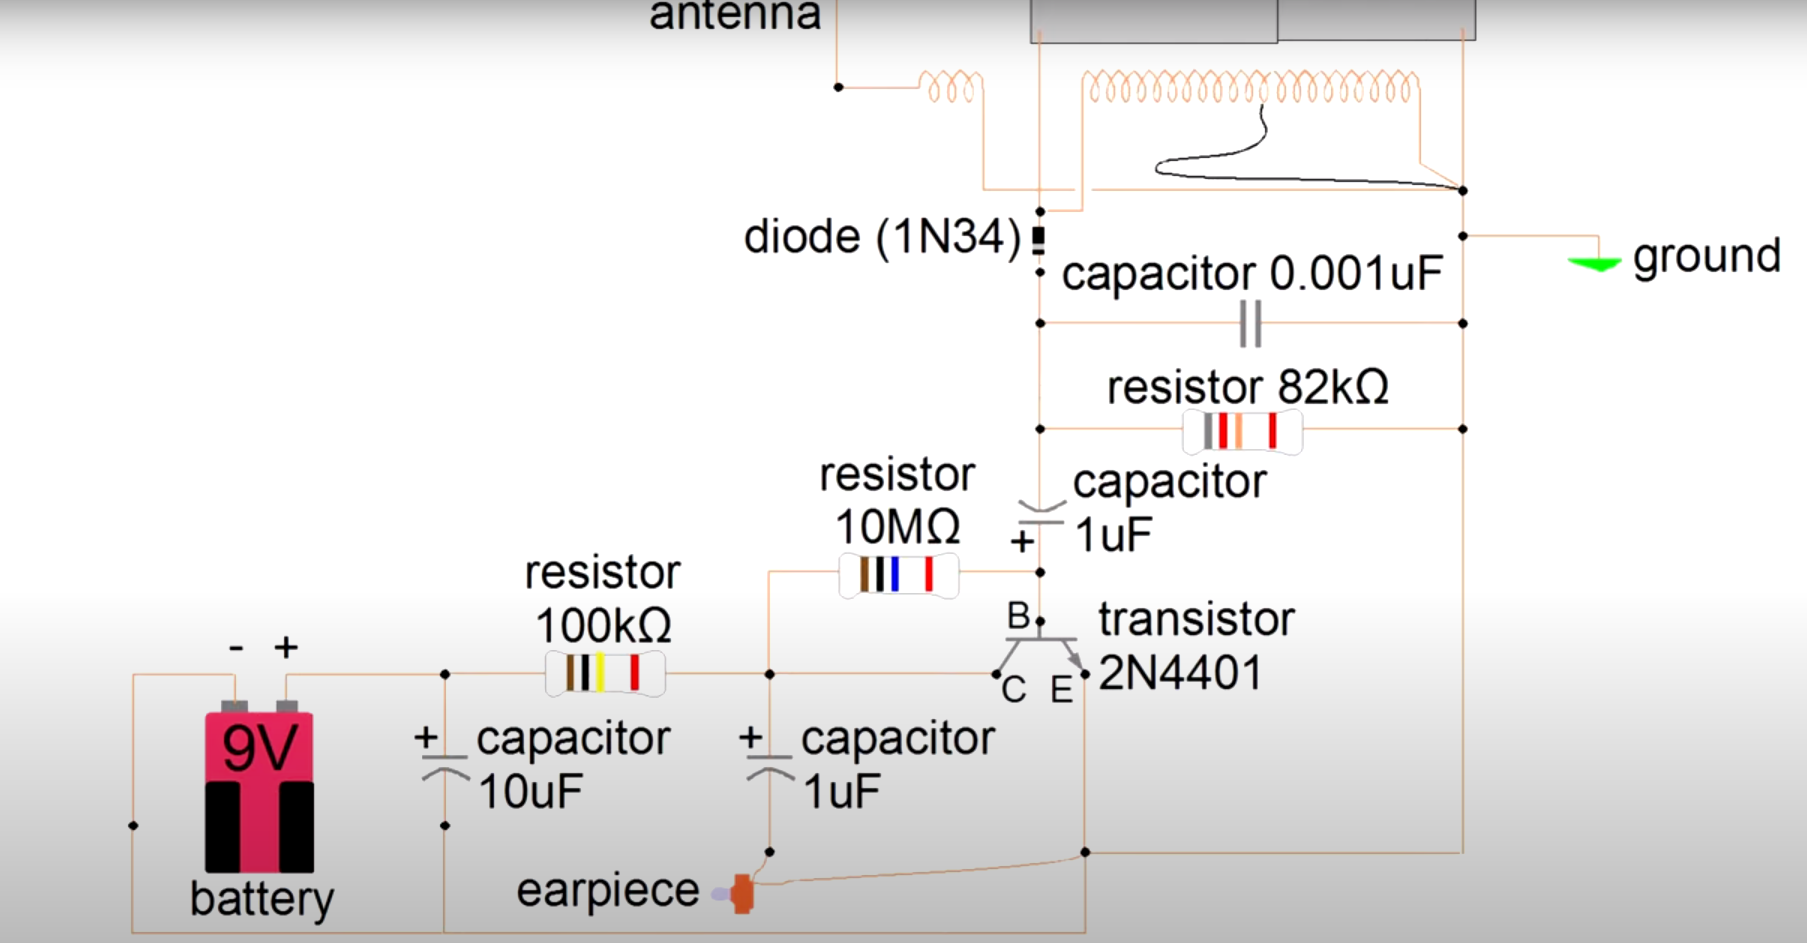 antenna
diode (1N34)
capacitor 0.001uF
ground
resistor 82kΩ
resistor
10MΩ
capacitor
1uF
+
resistor
100kΩ
B
transistor
2N4401
C E
- +
9V
battery
+ capacitor
10uF
+ capacitor
1uF
earpiece